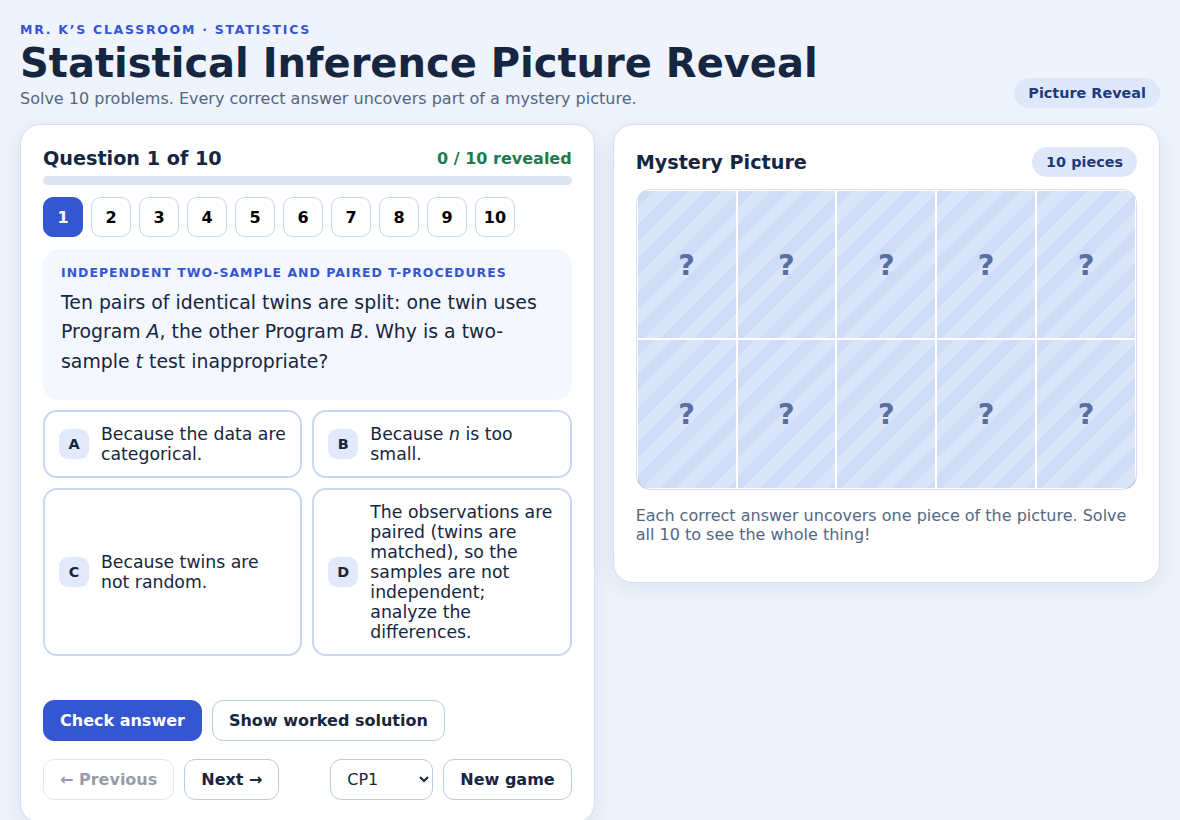 MR. K’S CLASSROOM · STATISTICS
Statistical Inference Picture Reveal
Solve 10 problems. Every correct answer uncovers part of a mystery picture.
Picture Reveal
Question 1 of 10
0 / 10 revealed
1 2 3 4 5 6 7 8 9 10
INDEPENDENT TWO-SAMPLE AND PAIRED T-PROCEDURES
Ten pairs of identical twins are split: one twin uses
Program A, the other Program B. Why is a two-
sample t test inappropriate?
A
Because the data are
categorical.
B
Because n is too
small.
C
Because twins are
not random.
D
The observations are
paired (twins are
matched), so the
samples are not
independent;
analyze the
differences.
Check answer
Show worked solution
← Previous
Next →
CP1
New game
Mystery Picture
10 pieces
? ? ? ? ?
? ? ? ? ?
Each correct answer uncovers one piece of the picture. Solve
all 10 to see the whole thing!